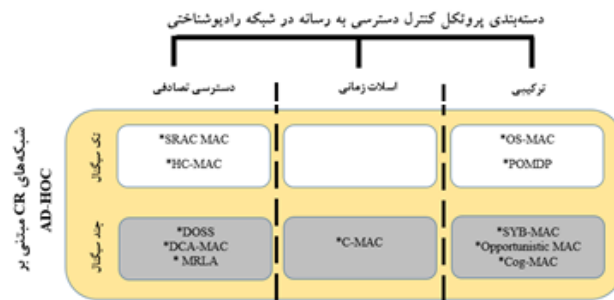 دسته‌بندی پروتکل کنترل دسترسی به رسانه در شبکه رادیوشناختی
ترکیبی
اسلات زمانی
دسترسی تصادفی
شبکه‌های CR مبتنی بر
AD-HOC
تک سیگنال
*OS-MAC
*POMDP
*SRAC MAC
*HC-MAC
چند سیگنال
*SYB-MAC
*Opportunistic MAC
*Cog-MAC
*C-MAC
*DOSS
*DCA-MAC
* MRLA